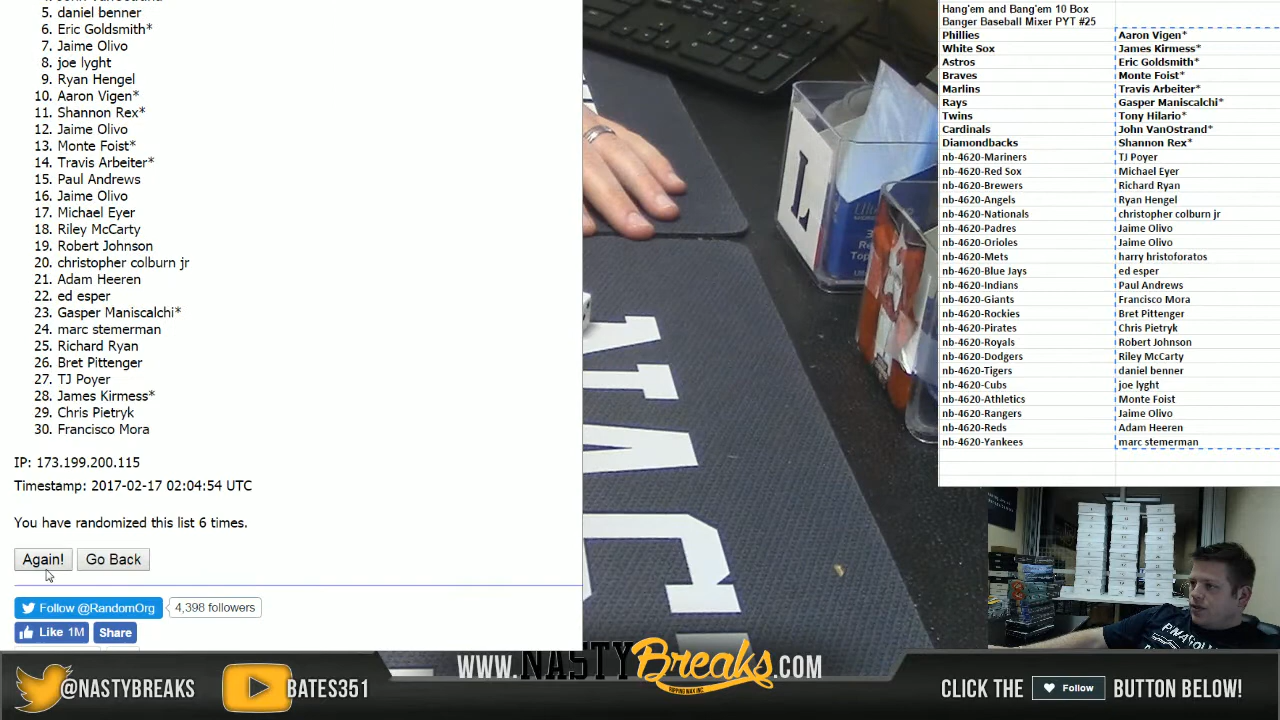 5. daniel benner
6. Eric Goldsmith*
7. Jaime Olivo
8. joe lyght
9. Ryan Hengel
10. Aaron Vigen*
11. Shannon Rex*
12. Jaime Olivo
13. Monte Foist*
14. Travis Arbeiter*
15. Paul Andrews
16. Jaime Olivo
17. Michael Eyer
18. Riley McCarty
19. Robert Johnson
20. christopher colburn jr
21. Adam Heeren
22. ed esper
23. Gasper Maniscalchi*
24. marc stemerman
25. Richard Ryan
26. Bret Pittenger
27. TJ Poyer
28. James Kirmess*
29. Chris Pietryk
30. Francisco Mora
IP: 173.199.200.115
Timestamp: 2017-02-17 02:04:54 UTC
You have randomized this list 6 times.
Again! Go Back
Follow @RandomOrg 4,398 followers
Like 1M Share
L
Hang'em and Bang'em 10 Box
Banger Baseball Mixer PYT #25
Phillies Aaron Vigen*
White Sox James Kirmess*
Astros Eric Goldsmith*
Braves Monte Foist*
Marlins Travis Arbeiter*
Rays Gasper Maniscalchi*
Twins Tony Hilario*
Cardinals John VanOstrand*
Diamondbacks Shannon Rex*
nb-4620-Mariners TJ Poyer
nb-4620-Red Sox Michael Eyer
nb-4620-Brewers Richard Ryan
nb-4620-Angels Ryan Hengel
nb-4620-Nationals christopher colburn jr
nb-4620-Padres Jaime Olivo
nb-4620-Orioles Jaime Olivo
nb-4620-Mets harry hristoforatos
nb-4620-Blue Jays ed esper
nb-4620-Indians Paul Andrews
nb-4620-Giants Francisco Mora
nb-4620-Rockies Bret Pittenger
nb-4620-Pirates Chris Pietryk
nb-4620-Royals Robert Johnson
nb-4620-Dodgers Riley McCarty
nb-4620-Tigers daniel benner
nb-4620-Cubs joe lyght
nb-4620-Athletics Monte Foist
nb-4620-Rangers Jaime Olivo
nb-4620-Reds Adam Heeren
nb-4620-Yankees marc stemerman
@NASTYBREAKS
BATES351
WWW.NASTYBreaks.COM
RIPPING WAX INC.
CLICK THE Follow BUTTON BELOW!